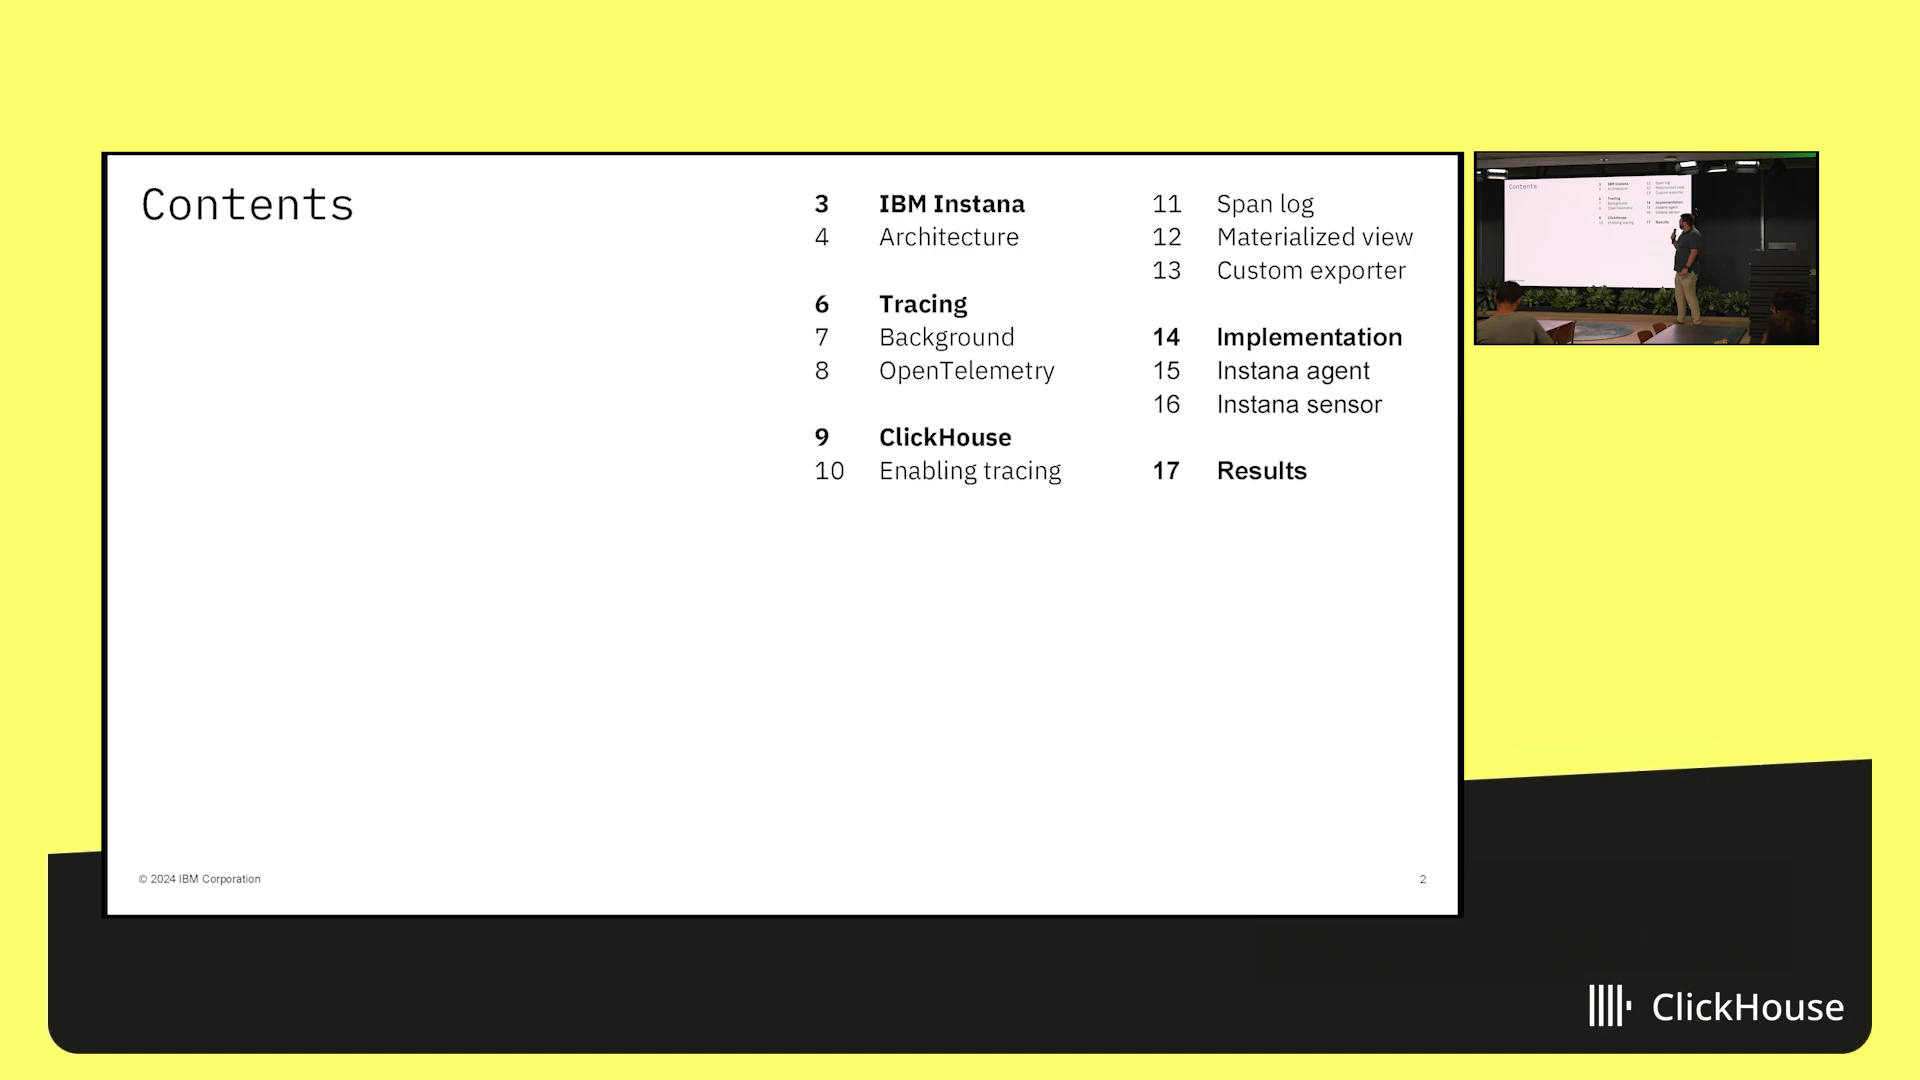 Contents
3 IBM Instana
4 Architecture
6 Tracing
7 Background
8 OpenTelemetry
9 ClickHouse
10 Enabling tracing
11 Span log
12 Materialized view
13 Custom exporter
14 Implementation
15 Instana agent
16 Instana sensor
17 Results
© 2024 IBM Corporation
2
Contents
ClickHouse